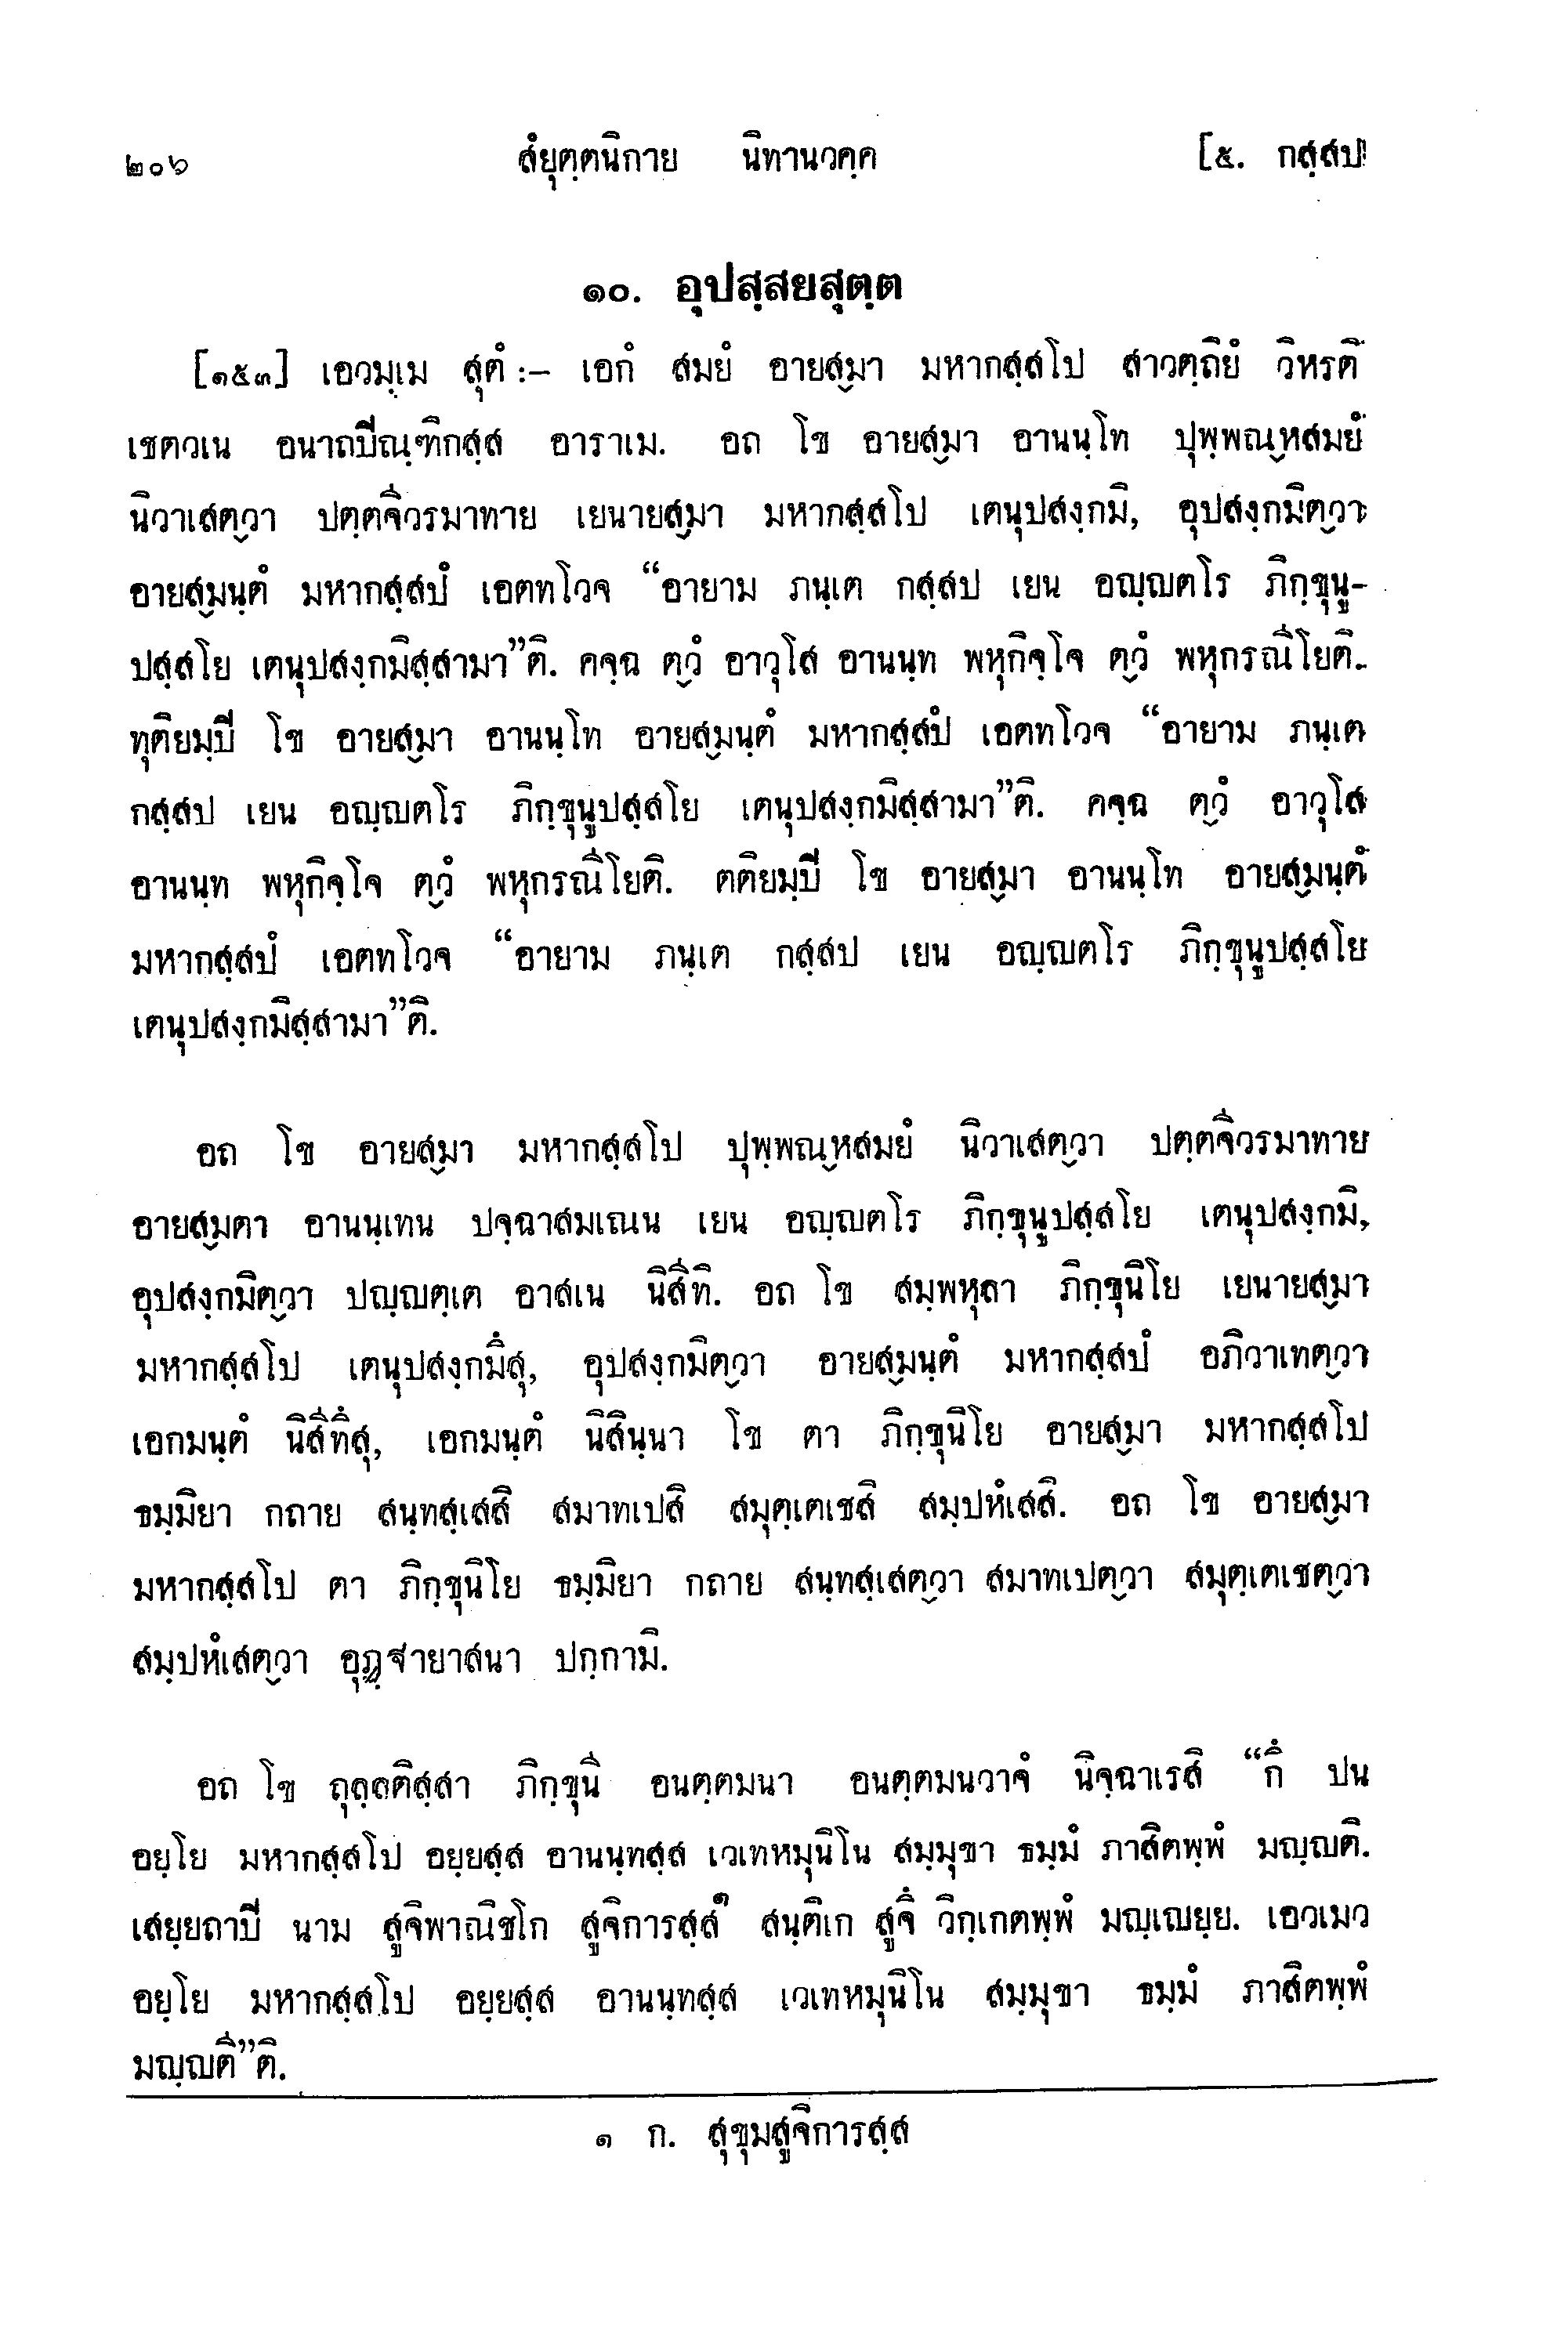 ๒๐๖ สํยุตฺตนิกาย นิทานวคฺค [๕. กสฺสป
๑๐. อุปสฺสยสุตฺต
[๑๕๓] เอวมฺเม สุตํ :– เอกํ สมยํ อายส๎มา มหากสฺสโป สาวตฺถิยํ วิหรติ
เชตวเน อนาถปิณฺฑิกสฺส อาราเม. อถ โข อายส๎มา อานนฺโท ปุพฺพณ๎หสมยํ
นิวาเสต๎วา ปตฺตจีวรมาทาย เยนายส๎มา มหากสฺสโป เตนุปสงฺกมิ, อุปสงฺกมิต๎วา
อายส๎มนฺตํ มหากสฺสปํ เอตทโวจ “อายาม ภนฺเต กสฺสป เยน อญฺญตโร ภิกฺขุนู-
ปสฺสโย เตนุปสงฺกมิสฺสามา”ติ. คจฺฉ ต๎วํ อาวุโส อานนฺท พหุกิจฺโจ ต๎วํ พหุกรณีโยติ.
ทุติยมฺปิ โข อายส๎มา อานนฺโท อายส๎มนฺตํ มหากสฺสปํ เอตทโวจ “อายาม ภนฺเต
กสฺสป เยน อญฺญตโร ภิกฺขุนูปสฺสโย เตนุปสงฺกมิสฺสามา”ติ. คจฺฉ ต๎วํ อาวุโส
อานนฺท พหุกิจฺโจ ต๎วํ พหุกรณีโยติ. ตติยมฺปิ โข อายส๎มา อานนฺโท อายส๎มนฺตํ
มหากสฺสปํ เอตทโวจ “อายาม ภนฺเต กสฺสป เยน อญฺญตโร ภิกฺขุนูปสฺสโย
เตนุปสงฺกมิสฺสามา”ติ.
อถ โข อายส๎มา มหากสฺสโป ปุพฺพณ๎หสมยํ นิวาเสต๎วา ปตฺตจีวรมาทาย
อายส๎มตา อานนฺเทน ปจฺฉาสมเณน เยน อญฺญตโร ภิกฺขุนูปสฺสโย เตนุปสงฺกมิ,
อุปสงฺกมิต๎วา ปญฺญตฺเต อาสเน นิสีทิ. อถ โข สมฺพหุลา ภิกฺขุนิโย เยนายส๎มา
มหากสฺสโป เตนุปสงฺกมึสุ, อุปสงฺกมิต๎วา อายส๎มนฺตํ มหากสฺสปํ อภิวาเทต๎วา
เอกมนฺตํ นิสีทึสุ, เอกมนฺตํ นิสินฺนา โข ตา ภิกฺขุนิโย อายส๎มา มหากสฺสโป
ธมฺมิยา กถาย สนฺทสฺเสสิ สมาทเปสิ สมุตฺเตเชสิ สมฺปหํเสสิ. อถ โข อายส๎มา
มหากสฺสโป ตา ภิกฺขุนิโย ธมฺมิยา กถาย สนฺทสฺเสต๎วา สมาทเปต๎วา สมุตฺเตเชต๎วา
สมฺปหํเสต๎วา อุฏฺฐายาสนา ปกฺกามิ.
อถ โข ถุลฺลติสฺสา ภิกฺขุนี อนตฺตมนา อนตฺตมนวาจํ นิจฺฉาเรสิ “กึ ปน
อยฺโย มหากสฺสโป อยฺยสฺส อานนฺทสฺส เวเทหมุนิโน สมฺมุขา ธมฺมํ ภาสิตพฺพํ มญฺญติ.
เสยฺยถาปิ นาม สูจิพาณิชโก สูจิการสฺส๑ สนฺติเก สูจึ วิกฺเกตพฺพํ มญฺเญยฺย. เอวเมว
อยฺโย มหากสฺสโป อยฺยสฺส อานนฺทสฺส เวเทหมุนิโน สมฺมุขา ธมฺมํ ภาสิตพฺพํ
มญฺญตี”ติ.
๑ ก. สุขุมสูจิการสฺส